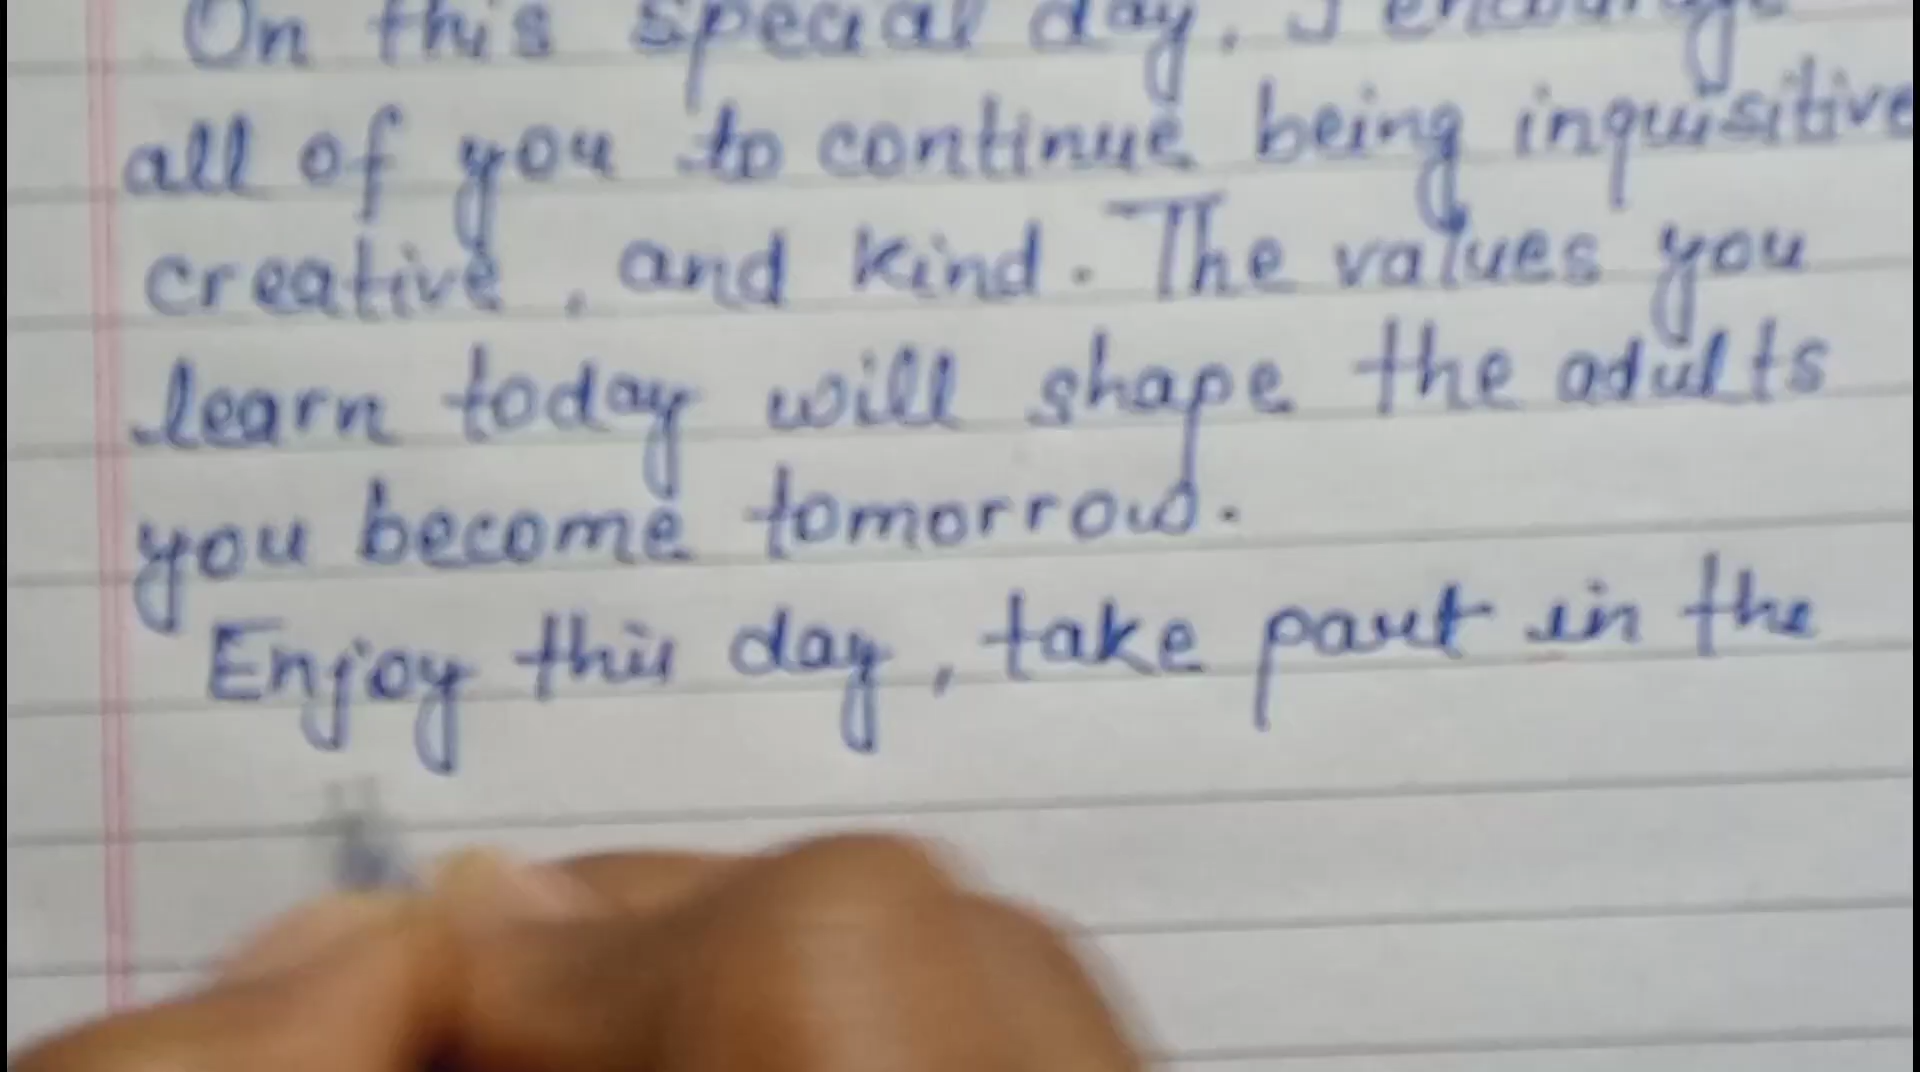 On this special day, I encourage
all of you to continue being inquisitive
creative, and kind. The values you
learn today will shape the adults
you become tomorrow.
Enjoy this day, take part in the